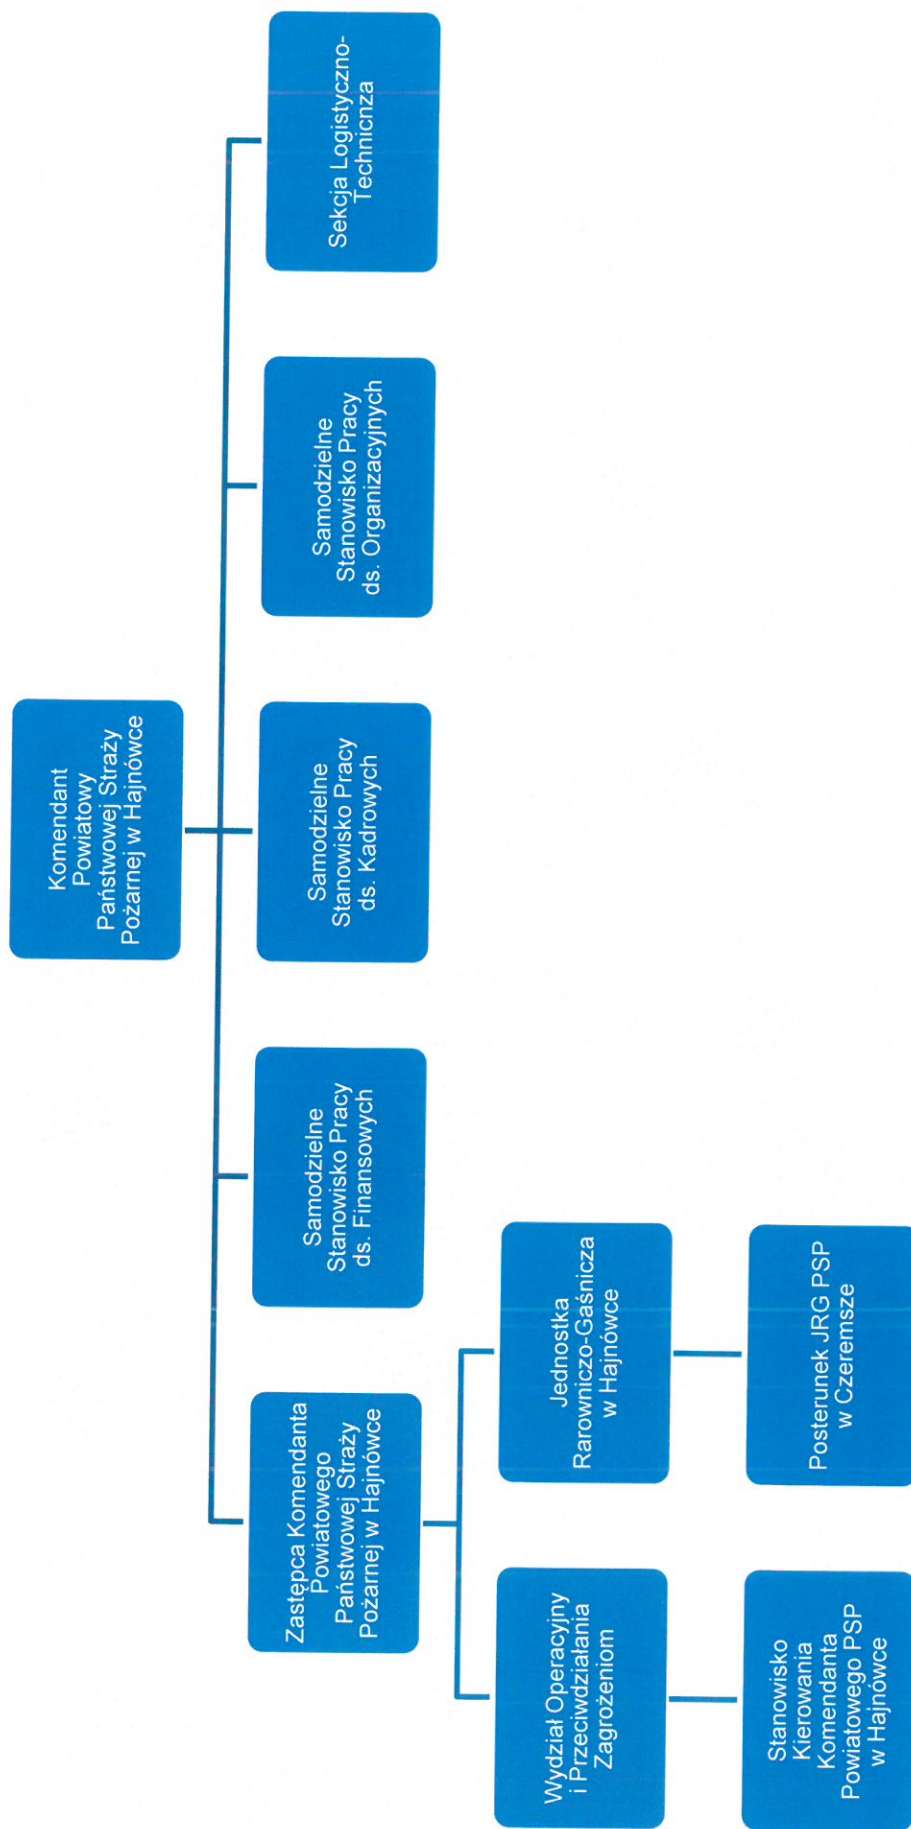 Komendant
Powiatowy
Państwowej Straży
Pożarnej w Hajnówce
Zastępca Komendanta
Powiatowego
Państwowej Straży
Pożarnej w Hajnówce
Samodzielne
Stanowisko Pracy
ds. Finansowych
Samodzielne
Stanowisko Pracy
ds. Kadrowych
Samodzielne
Stanowisko Pracy
ds. Organizacyjnych
Sekcja Logistyczno-
Technicnza
Wydział Operacyjny
i Przeciwdziałania
Zagrożeniom
Jednostka
Rarowniczo-Gaśnicza
w Hajnówce
Stanowisko
Kierowania
Komendanta
Powiatowego PSP
w Hajnówce
Posterunek JRG PSP
w Czeremsze